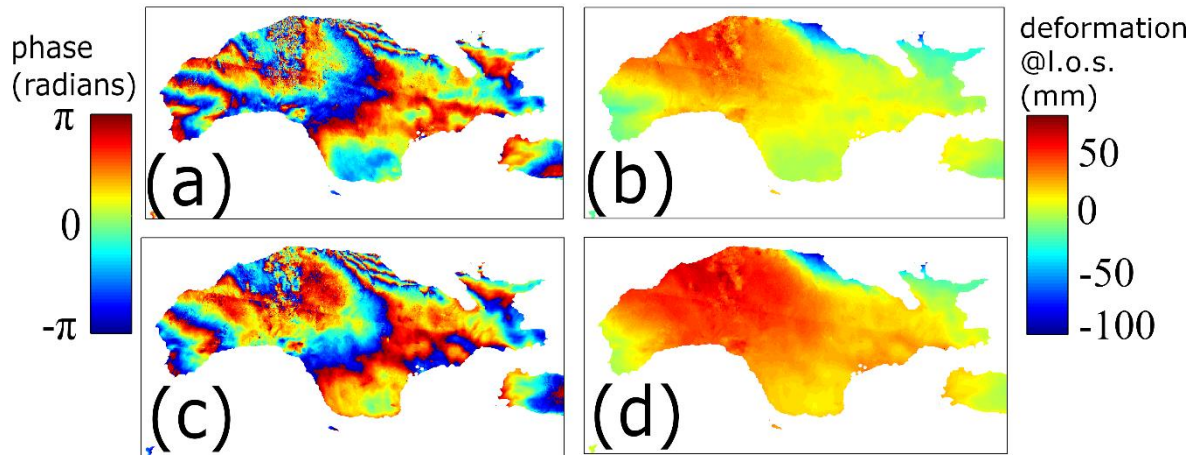 phase
(radians)
π
0
-π
(a)
(b)
(c)
(d)
deformation
@l.o.s.
(mm)
50
0
-50
-100